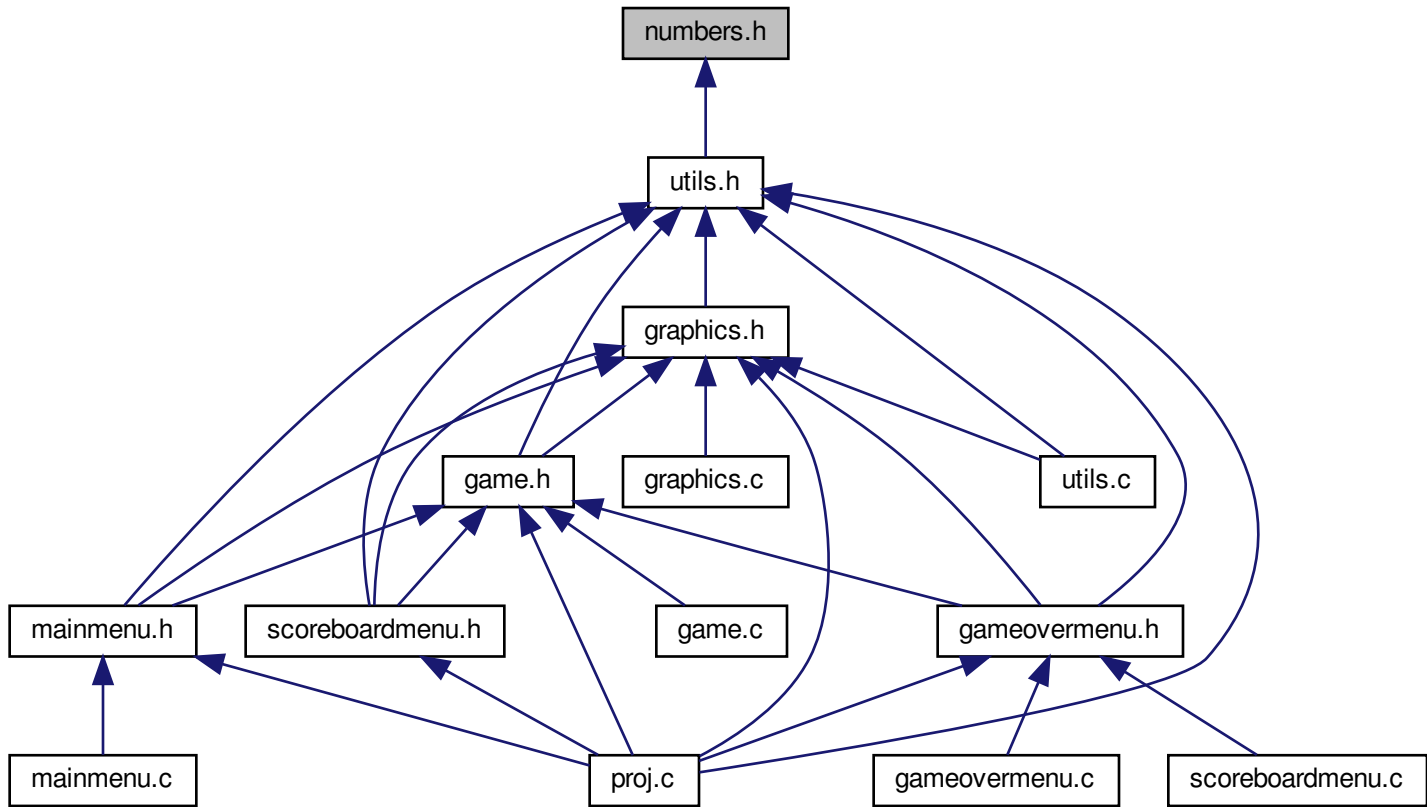 numbers.h
utils.h
graphics.h
game.h
graphics.c
utils.c
mainmenu.h
scoreboardmenu.h
game.c
gameovermenu.h
mainmenu.c
proj.c
gameovermenu.c
scoreboardmenu.c